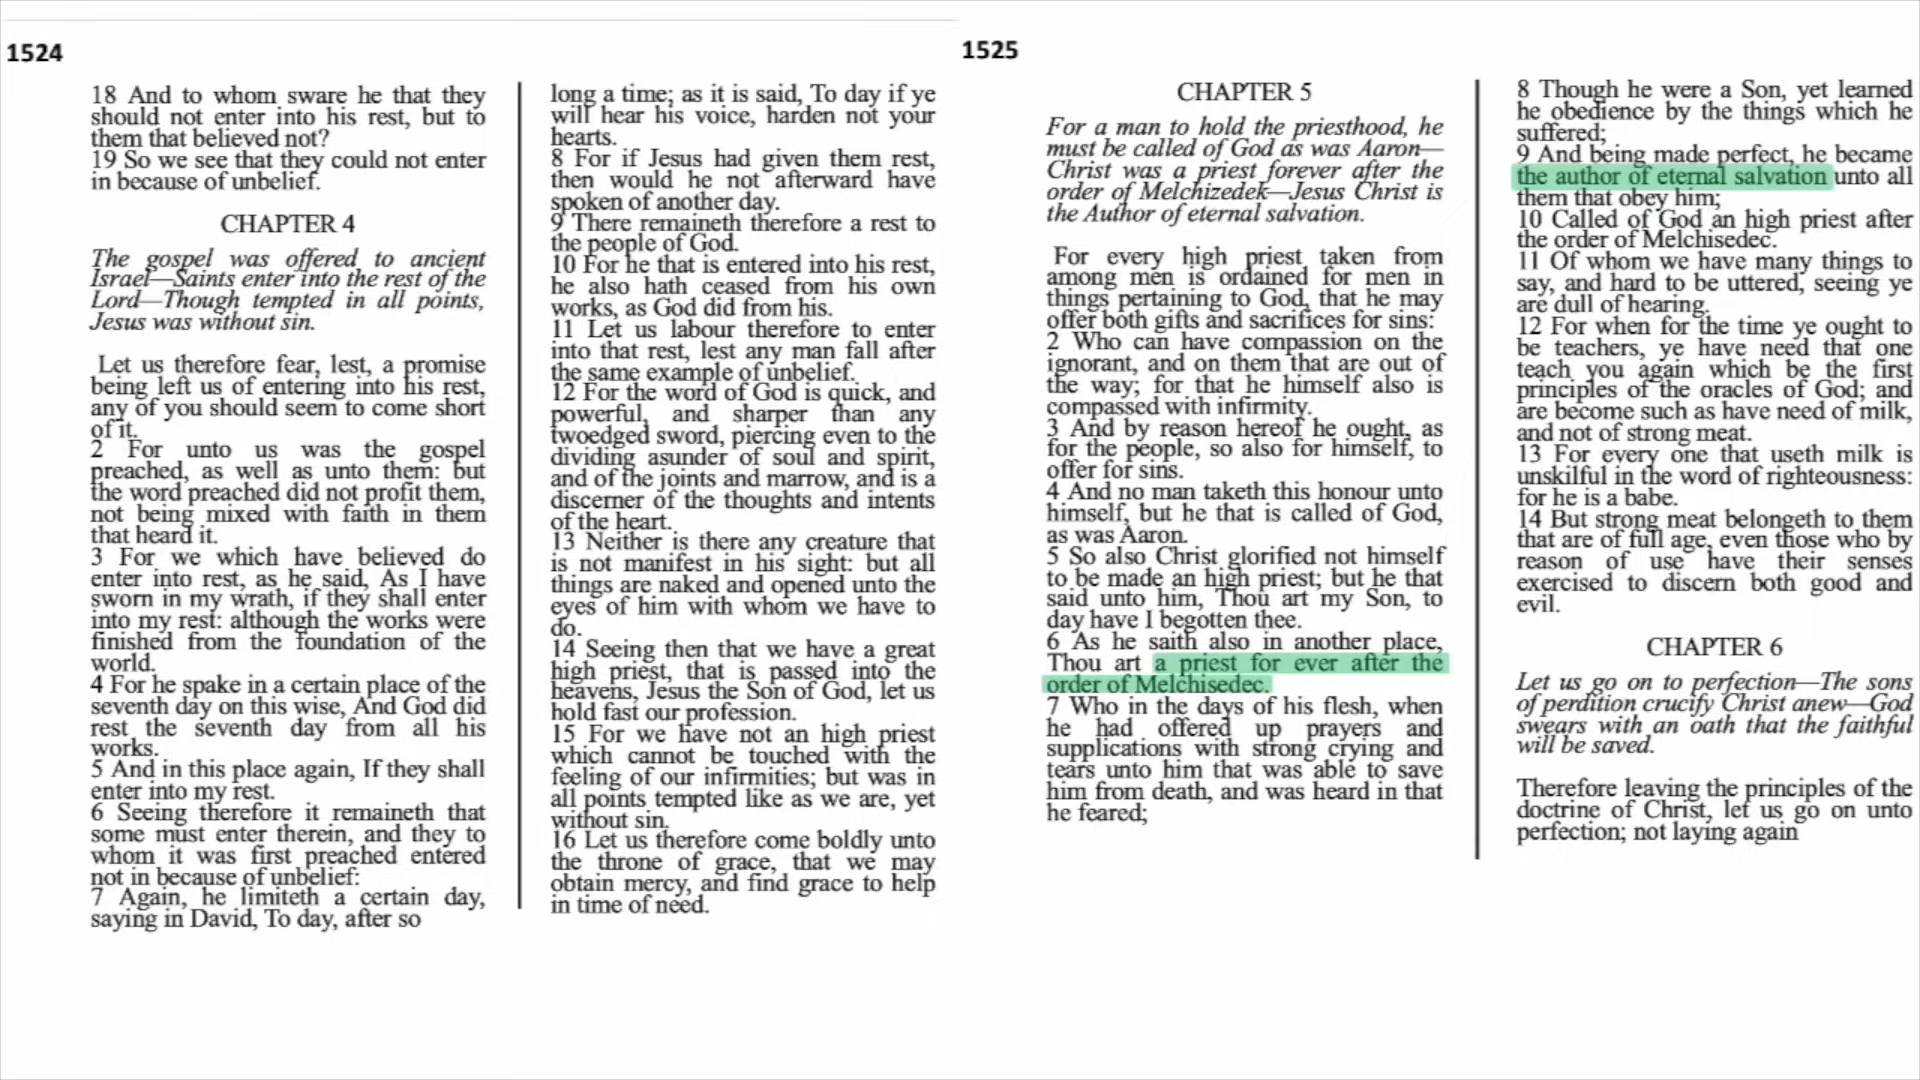 1524
18 And to whom sware he that they
should not enter into his rest, but to
them that believed not?
19 So we see that they could not enter
in because of unbelief.
CHAPTER 4
The gospel was offered to ancient
Israel—Saints enter into the rest of the
Lord—Though tempted in all points,
Jesus was without sin.
Let us therefore fear, lest, a promise
being left us of entering into his rest,
any of you should seem to come short
of it.
2 For unto us was the gospel
preached, as well as unto them: but
the word preached did not profit them,
not being mixed with faith in them
that heard it.
3 For we which have believed do
enter into rest, as he said, As I have
sworn in my wrath, if they shall enter
into my rest: although the works were
finished from the foundation of the
world.
4 For he spake in a certain place of the
seventh day on this wise, And God did
rest the seventh day from all his
works.
5 And in this place again, If they shall
enter into my rest.
6 Seeing therefore it remaineth that
some must enter therein, and they to
whom it was first preached entered
not in because of unbelief:
7 Again, he limiteth a certain day,
saying in David, To day, after so
long a time; as it is said, To day if ye
will hear his voice, harden not your
hearts.
8 For if Jesus had given them rest,
then would he not afterward have
spoken of another day.
9 There remaineth therefore a rest to
the people of God.
10 For he that is entered into his rest,
he also hath ceased from his own
works, as God did from his.
11 Let us labour therefore to enter
into that rest, lest any man fall after
the same example of unbelief.
12 For the word of God is quick, and
powerful, and sharper than any
twoedged sword, piercing even to the
dividing asunder of soul and spirit,
and of the joints and marrow, and is a
discerner of the thoughts and intents
of the heart.
13 Neither is there any creature that
is not manifest in his sight: but all
things are naked and opened unto the
eyes of him with whom we have to
do.
14 Seeing then that we have a great
high priest, that is passed into the
heavens, Jesus the Son of God, let us
hold fast our profession.
15 For we have not an high priest
which cannot be touched with the
feeling of our infirmities; but was in
all points tempted like as we are, yet
without sin.
16 Let us therefore come boldly unto
the throne of grace, that we may
obtain mercy, and find grace to help
in time of need.
1525
CHAPTER 5
For a man to hold the priesthood, he
must be called of God as was Aaron—
Christ was a priest forever after the
order of Melchizedek—Jesus Christ is
the Author of eternal salvation.
For every high priest taken from
among men is ordained for men in
things pertaining to God, that he may
offer both gifts and sacrifices for sins:
2 Who can have compassion on the
ignorant, and on them that are out of
the way; for that he himself also is
compassed with infirmity.
3 And by reason hereof he ought, as
for the people, so also for himself, to
offer for sins.
4 And no man taketh this honour unto
himself, but he that is called of God,
as was Aaron.
5 So also Christ glorified not himself
to be made an high priest; but he that
said unto him, Thou art my Son, to
day have I begotten thee.
6 As he saith also in another place,
Thou art a priest for ever after the
order of Melchisedec.
7 Who in the days of his flesh, when
he had offered up prayers and
supplications with strong crying and
tears unto him that was able to save
him from death, and was heard in that
he feared;
8 Though he were a Son, yet learned
he obedience by the things which he
suffered;
9 And being made perfect, he became
the author of eternal salvation unto all
them that obey him;
10 Called of God an high priest after
the order of Melchisedec.
11 Of whom we have many things to
say, and hard to be uttered, seeing ye
are dull of hearing.
12 For when for the time ye ought to
be teachers, ye have need that one
teach you again which be the first
principles of the oracles of God; and
are become such as have need of milk,
and not of strong meat.
13 For every one that useth milk is
unskilful in the word of righteousness:
for he is a babe.
14 But strong meat belongeth to them
that are of full age, even those who by
reason of use have their senses
exercised to discern both good and
evil.
CHAPTER 6
Let us go on to perfection—The sons
of perdition crucify Christ anew—God
swears with an oath that the faithful
will be saved.
Therefore leaving the principles of the
doctrine of Christ, let us go on unto
perfection; not laying again